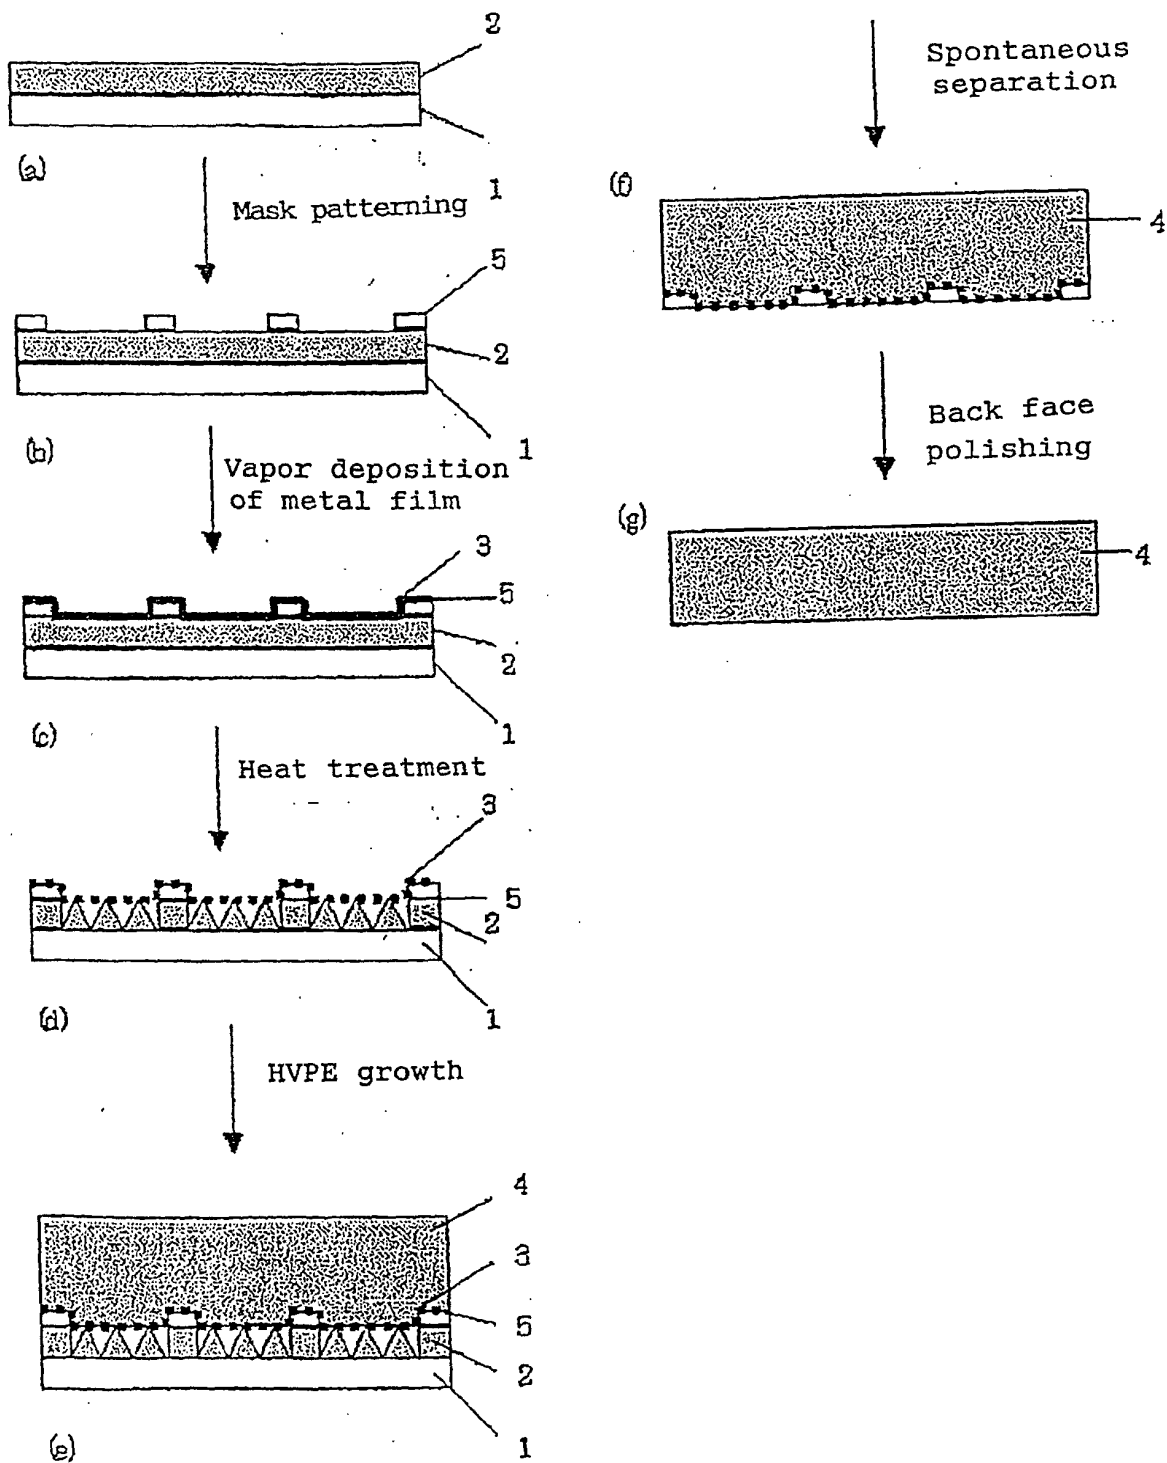 2
1
(a)
Mask patterning
5
2
1
(b)
Vapor deposition
of metal film
3
5
2
1
(c)
Heat treatment
3
5
2
1
(d)
HVPE growth
4
3
5
2
1
(e)
Spontaneous
separation
(f)
4
Back face
polishing
(g)
4